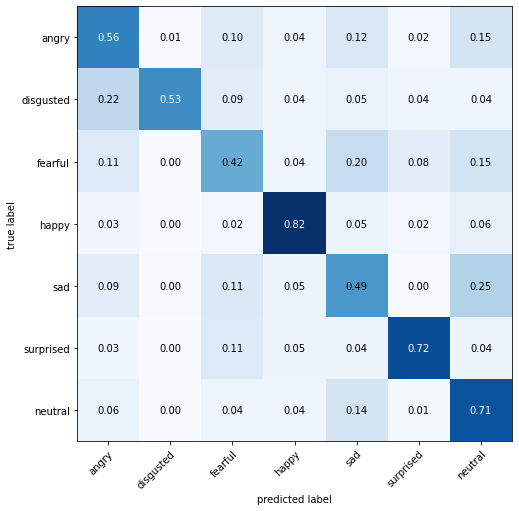 true label
angry 0.56 0.01 0.10 0.04 0.12 0.02 0.15
disgusted 0.22 0.53 0.09 0.04 0.05 0.04 0.04
fearful 0.11 0.00 0.42 0.04 0.20 0.08 0.15
happy 0.03 0.00 0.02 0.82 0.05 0.02 0.06
sad 0.09 0.00 0.11 0.05 0.49 0.00 0.25
surprised 0.03 0.00 0.11 0.05 0.04 0.72 0.04
neutral 0.06 0.00 0.04 0.04 0.14 0.01 0.71
angry disgusted fearful happy sad surprised neutral
predicted label